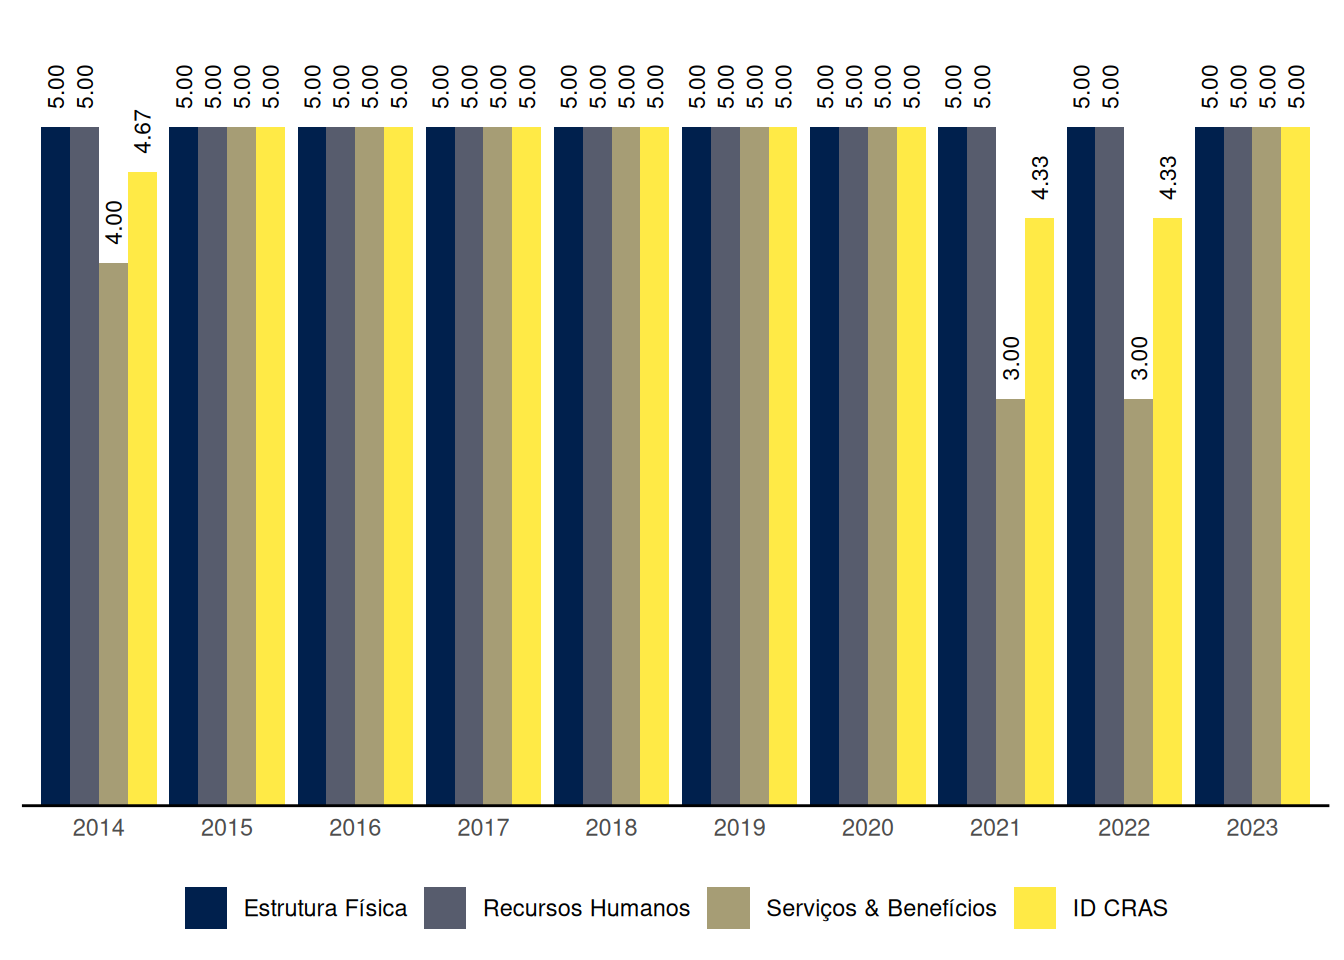 5.00 5.00 4.00 4.67 5.00 5.00 5.00 5.00 5.00 5.00 5.00 5.00 5.00 5.00 5.00 5.00 5.00 5.00 5.00 5.00 5.00 5.00 5.00 5.00 5.00 5.00 5.00 5.00 5.00 5.00 3.00 4.33 5.00 5.00 3.00 4.33 5.00 5.00 5.00 5.00
2014 2015 2016 2017 2018 2019 2020 2021 2022 2023
Estrutura Física Recursos Humanos Serviços & Benefícios ID CRAS